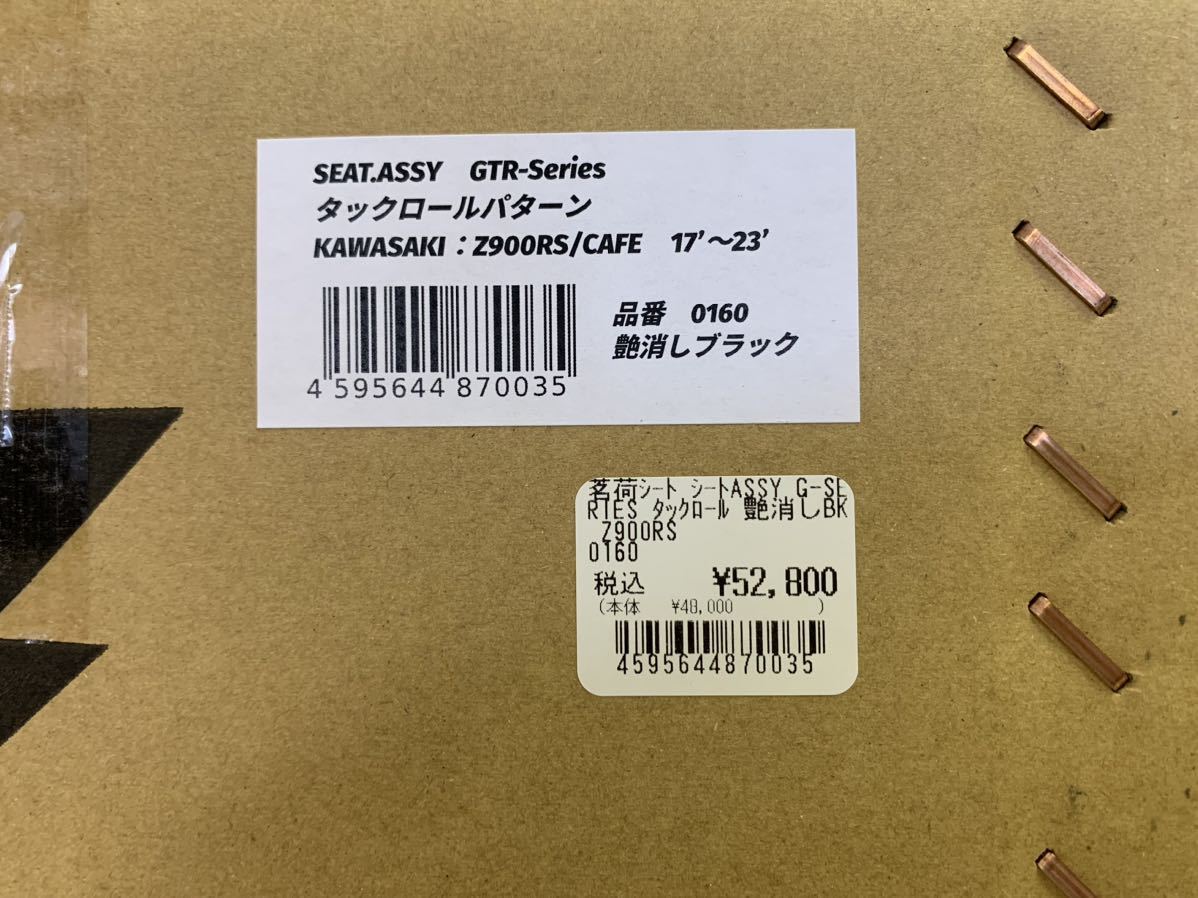 SEAT.ASSY GTR-Series
タックロールパターン
KAWASAKI：Z900RS/CAFE 17’～23’
4 595644 870035
品番 0160
艶消しブラック
茗荷シート シートASSY G-SE
RIES タックロール 艶消しBK
Z900RS
0160
税込 ¥52,800
(本体 ¥48,000 )
4595644870035